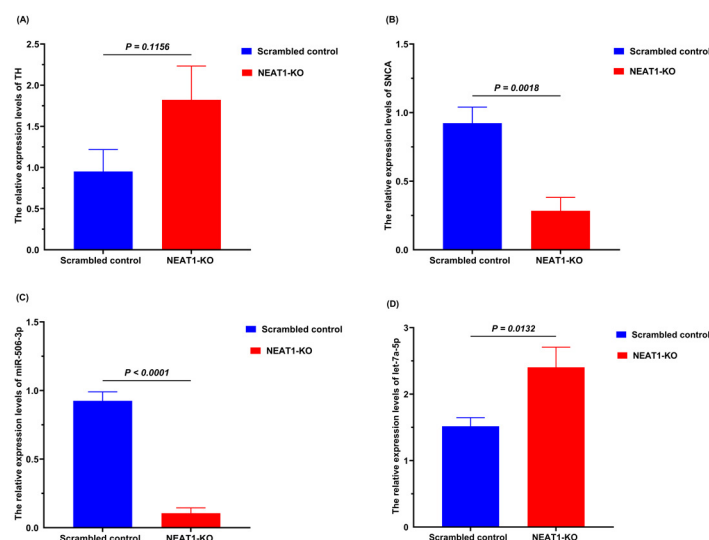 (A)
P = 0.1156
Scrambled control
NEAT1-KO
The relative expression levels of TH
2.5
2.0
1.5
1.0
0.5
0.0
Scrambled control
NEAT1-KO
(B)
P = 0.0018
Scrambled control
NEAT1-KO
The relative expression levels of SNCA
1.5
1.0
0.5
0.0
Scrambled control
NEAT1-KO
(C)
P < 0.0001
Scrambled control
NEAT1-KO
The relative expression levels of miR-506-3p
1.5
1.0
0.5
0.0
Scrambled control
NEAT1-KO
(D)
P = 0.0132
Scrambled control
NEAT1-KO
The relative expression levels of let-7a-5p
3
2
1
0
Scrambled control
NEAT1-KO